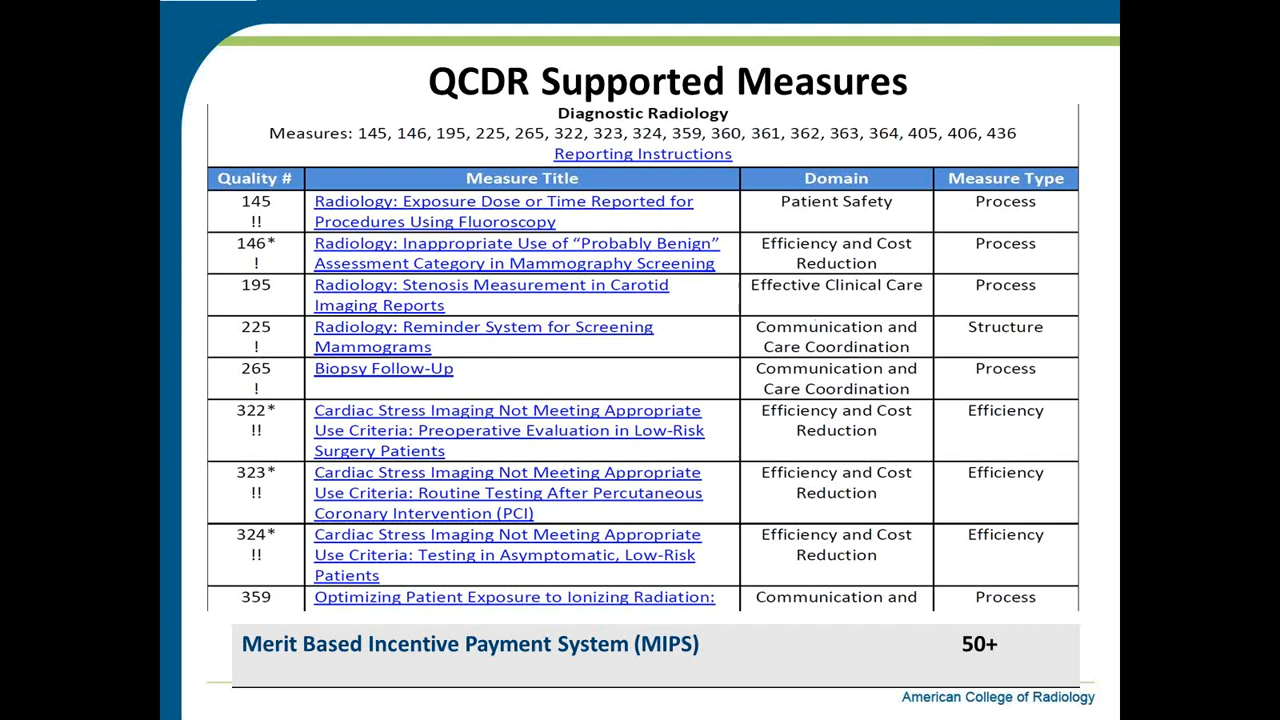 QCDR Supported Measures
Diagnostic Radiology
Measures: 145, 146, 195, 225, 265, 322, 323, 324, 359, 360, 361, 362, 363, 364, 405, 406, 436
Reporting Instructions
Quality # Measure Title Domain Measure Type
145 Radiology: Exposure Dose or Time Reported for Patient Safety Process
!! Procedures Using Fluoroscopy
146* Radiology: Inappropriate Use of “Probably Benign” Efficiency and Cost Process
! Assessment Category in Mammography Screening Reduction
195 Radiology: Stenosis Measurement in Carotid Effective Clinical Care Process
Imaging Reports
225 Radiology: Reminder System for Screening Communication and Structure
! Mammograms Care Coordination
265 Biopsy Follow-Up Communication and Process
! Care Coordination
322* Cardiac Stress Imaging Not Meeting Appropriate Efficiency and Cost Efficiency
!! Use Criteria: Preoperative Evaluation in Low-Risk Reduction
Surgery Patients
323* Cardiac Stress Imaging Not Meeting Appropriate Efficiency and Cost Efficiency
!! Use Criteria: Routine Testing After Percutaneous Reduction
Coronary Intervention (PCI)
324* Cardiac Stress Imaging Not Meeting Appropriate Efficiency and Cost Efficiency
!! Use Criteria: Testing in Asymptomatic, Low-Risk Reduction
Patients
359 Optimizing Patient Exposure to Ionizing Radiation: Communication and Process
Merit Based Incentive Payment System (MIPS) 50+
American College of Radiology